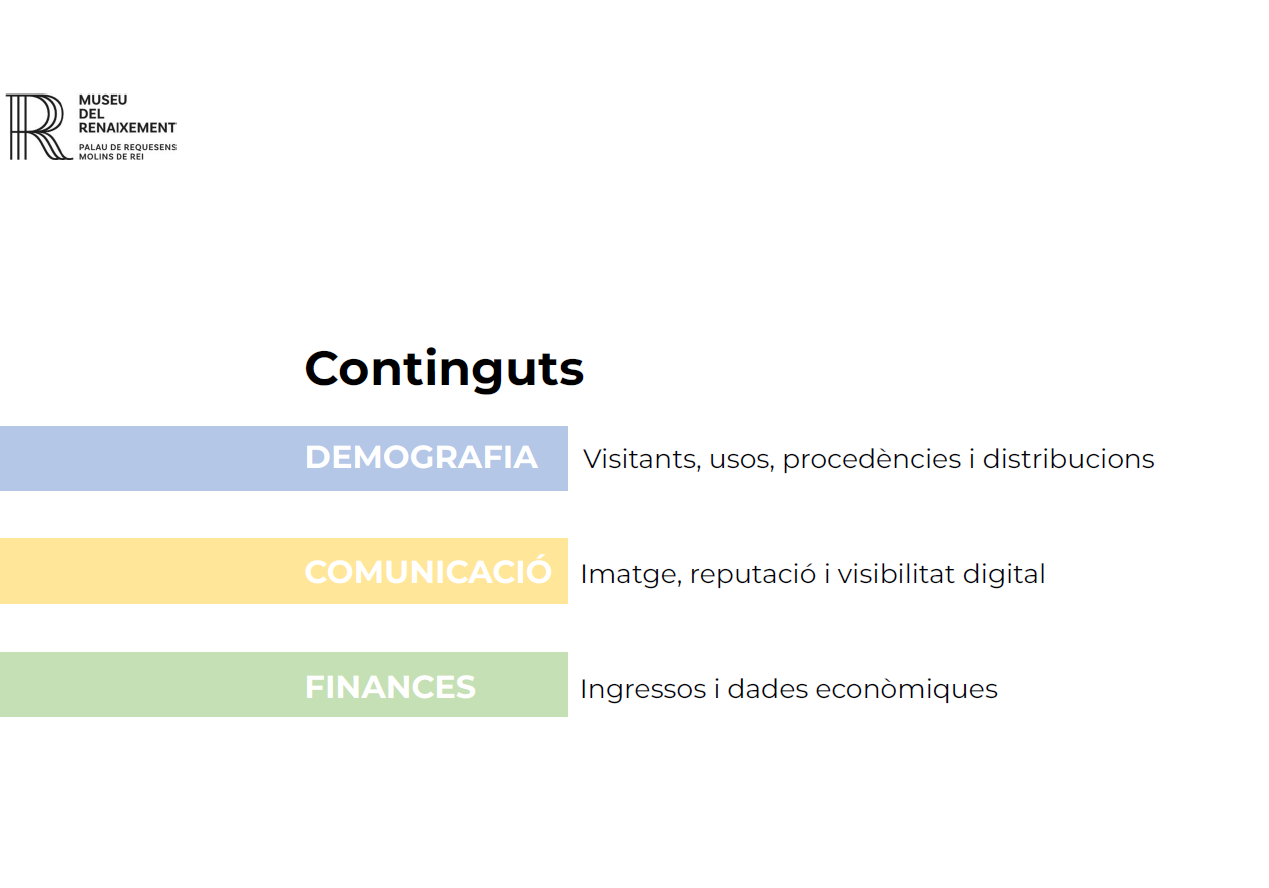 MUSEU
DEL
RENAIXEMENT
PALAU DE REQUESENS
MOLINS DE REI
Continguts
DEMOGRAFIA Visitants, usos, procedències i distribucions
COMUNICACIÓ Imatge, reputació i visibilitat digital
FINANCES Ingressos i dades econòmiques